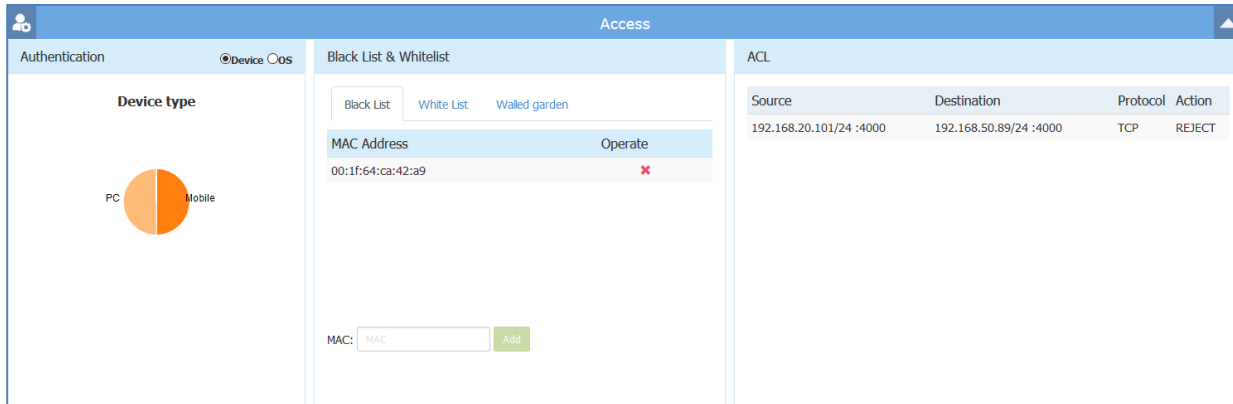 Access
Authentication
Device OS
Device type
PC
Mobile
Black List & Whitelist
Black List White List Walled garden
MAC Address Operate
00:1f:64:ca:42:a9
MAC: MAC Add
ACL
Source Destination Protocol Action
192.168.20.101/24 :4000 192.168.50.89/24 :4000 TCP REJECT